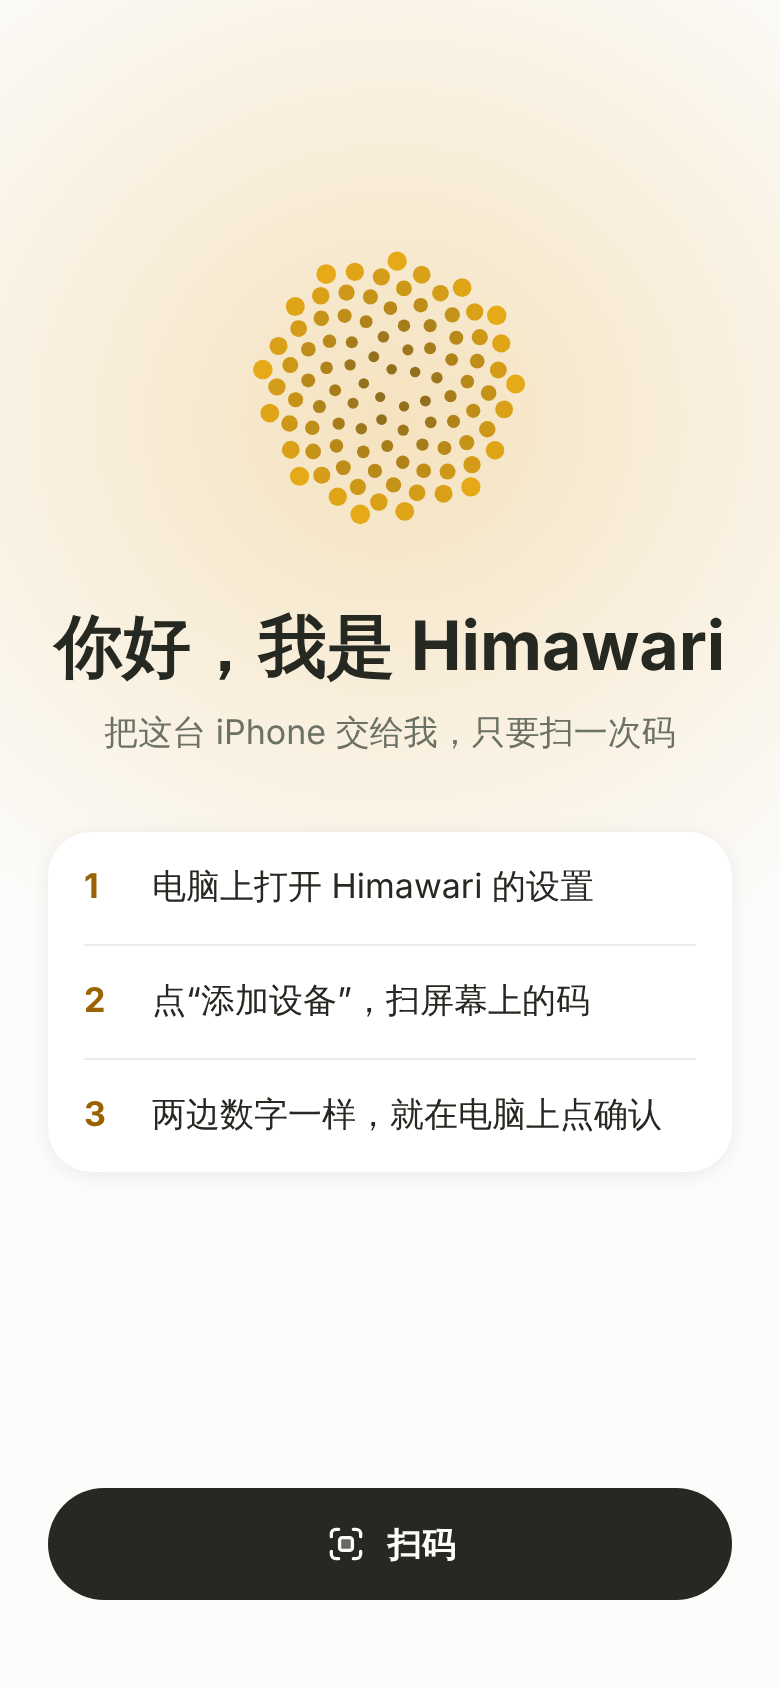 你好，我是 Himawari
把这台 iPhone 交给我，只要扫一次码
1 电脑上打开 Himawari 的设置
2 点“添加设备”，扫屏幕上的码
3 两边数字一样，就在电脑上点确认
扫码